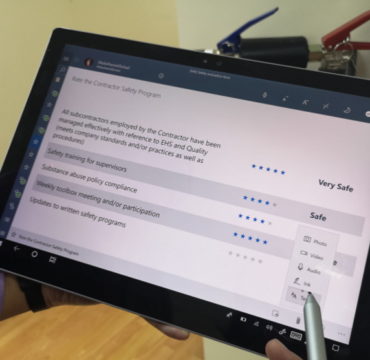 Rate the Contractor Safety Program
All subcontractors employed by the Contractor have been
managed effectively with reference to EHS and Quality
(meets company standards and/or practices as well as
procedures)
Very Safe
Safety training for supervisors
Safe
Substance abuse policy compliance
Weekly toolbox meeting and/or participation
Updates to written safety programs
Photo
Video
Audio
Ink
Rate the Contractor Safety Program